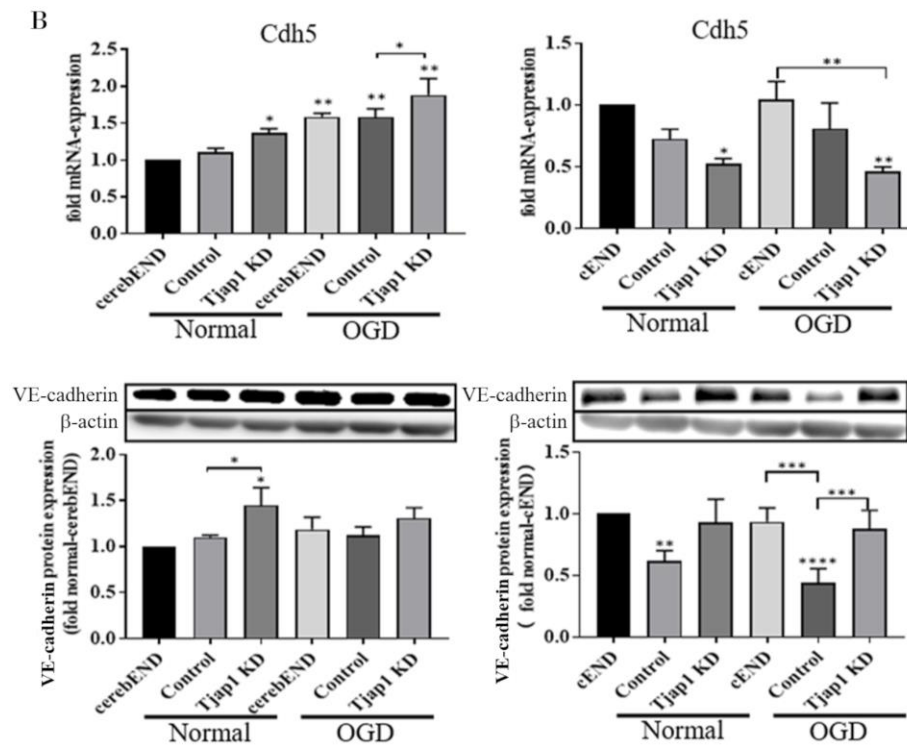 B
Cdh5
fold mRNA-expression
2.5
2.0
1.5
1.0
0.5
0.0
*
**
**
*
**
cerebEND
Control
Tjap1 KD
cerebEND
Control
Tjap1 KD
Normal
OGD
Cdh5
fold mRNA-expression
1.5
1.0
0.5
0.0
*
**
**
cEND
Control
Tjap1 KD
cEND
Control
Tjap1 KD
Normal
OGD
VE-cadherin
β-actin
VE-cadherin protein expression
(fold normal-cerebEND)
2.0
1.5
1.0
0.5
0.0
*
*
cerebEND
Control
Tjap1 KD
cerebEND
Control
Tjap1 KD
Normal
OGD
VE-cadherin
β-actin
VE-cadherin protein expression
( fold normal-cEND)
1.5
1.0
0.5
0.0
**
***
***
****
cEND
Control
Tjap1 KD
cEND
Control
Tjap1 KD
Normal
OGD